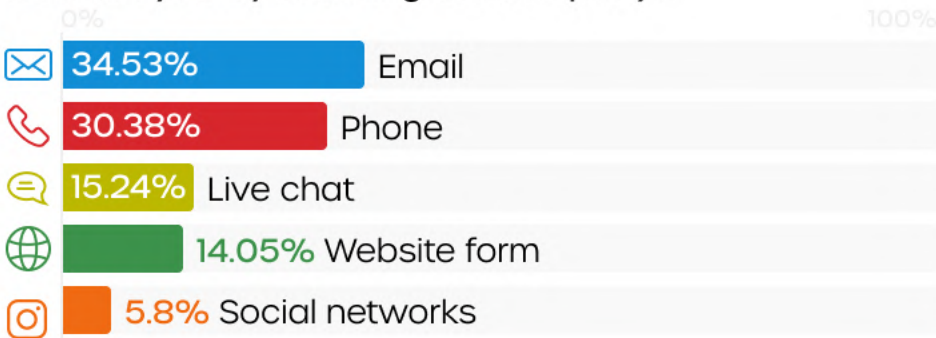 0%
100%
34.53% Email
30.38% Phone
15.24% Live chat
14.05% Website form
5.8% Social networks